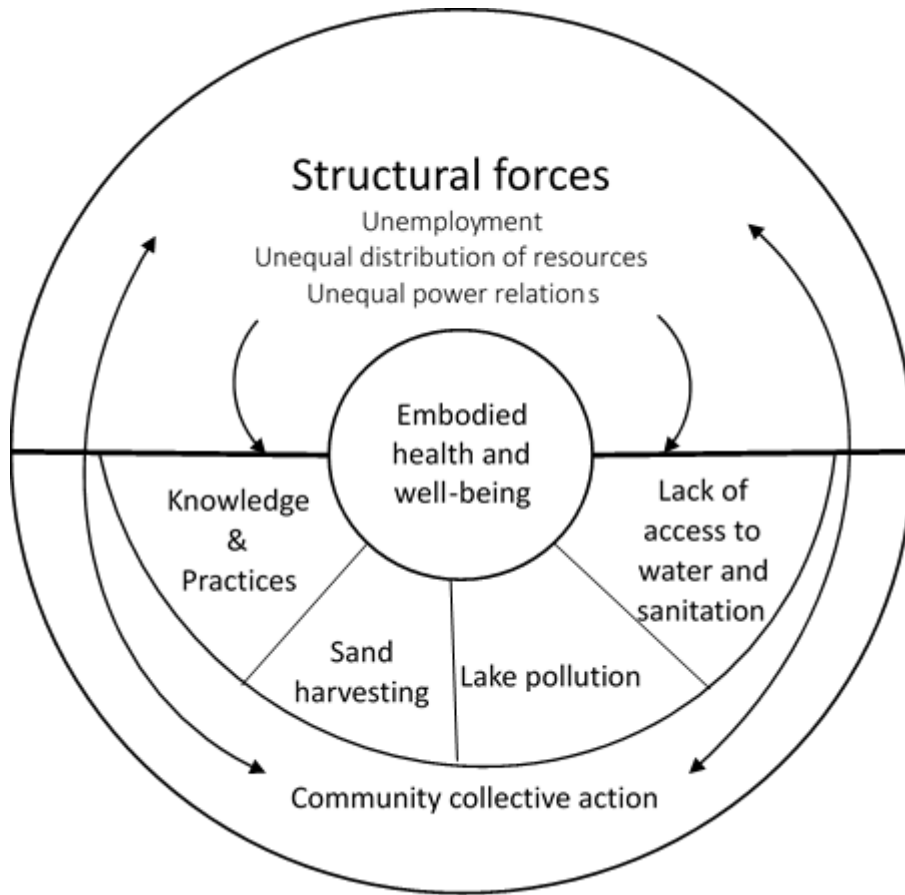 Structural forces
Unemployment
Unequal distribution of resources
Unequal power relations
Embodied
health and
well-being
Knowledge
&
Practices
Sand
harvesting
Lake pollution
Lack of
access to
water and
sanitation
Community collective action